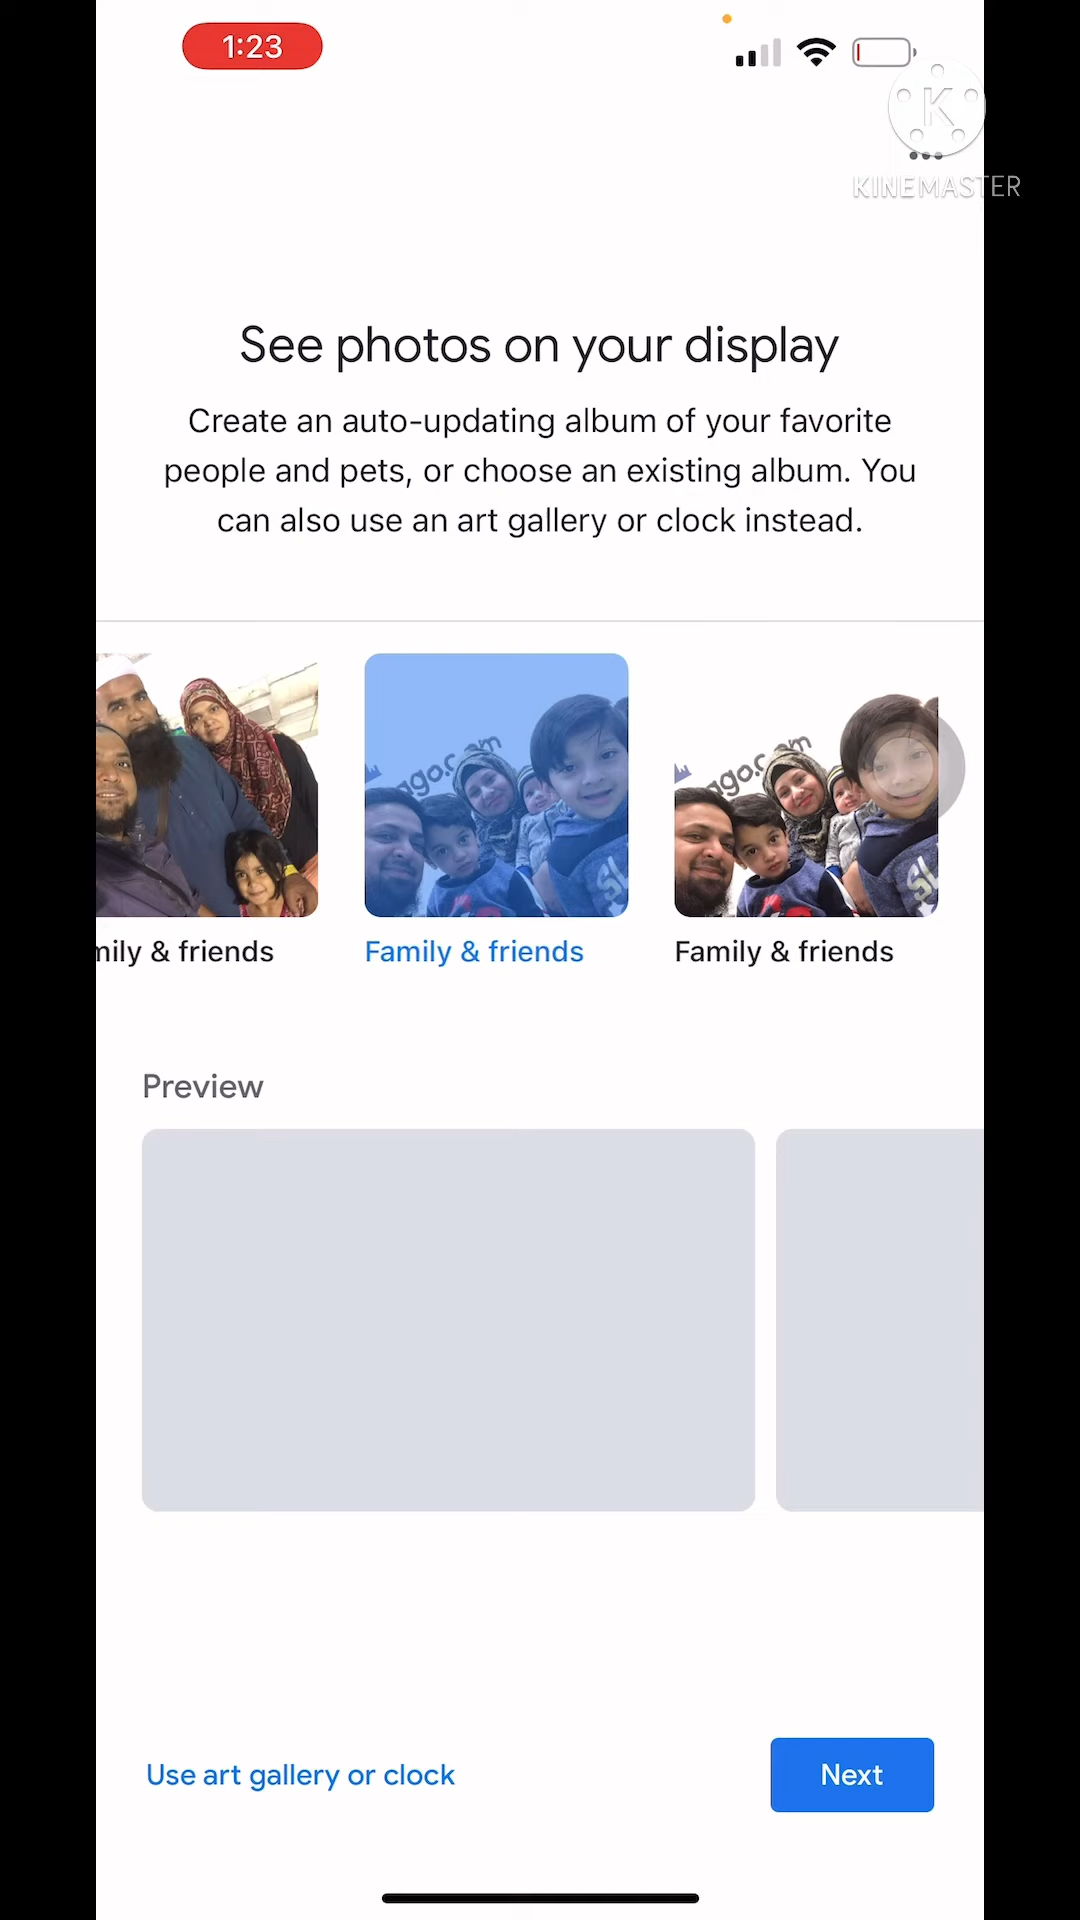 1:23
K
KINEMASTER
See photos on your display
Create an auto-updating album of your favorite
people and pets, or choose an existing album. You
can also use an art gallery or clock instead.
mily & friends
Family & friends
Family & friends
Preview
Use art gallery or clock
Next